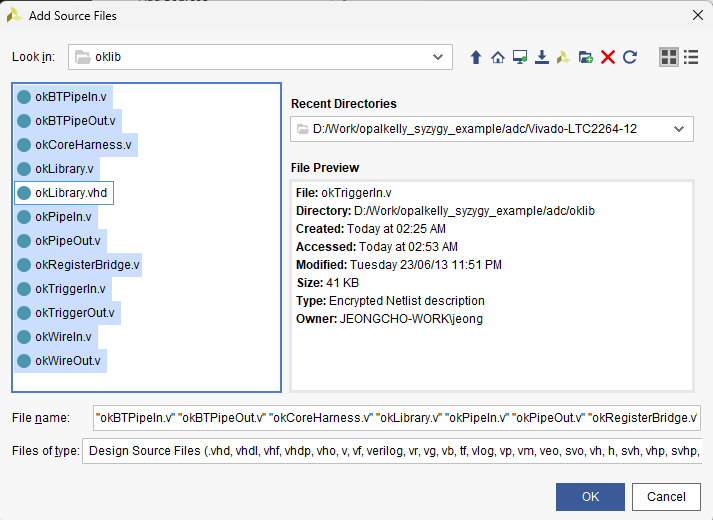 Add Source Files
Look in: oklib
okBTPipeIn.v
okBTPipeOut.v
okCoreHarness.v
okLibrary.v
okLibrary.vhd
okPipeIn.v
okPipeOut.v
okRegisterBridge.v
okTriggerIn.v
okTriggerOut.v
okWireIn.v
okWireOut.v
Recent Directories
D:/Work/opalkelly_syzygy_example/adc/Vivado-LTC2264-12
File Preview
File: okTriggerIn.v
Directory: D:/Work/opalkelly_syzygy_example/adc/oklib
Created: Today at 02:25 AM
Accessed: Today at 02:53 AM
Modified: Tuesday 23/06/13 11:51 PM
Size: 41 KB
Type: Encrypted Netlist description
Owner: JEONGCHO-WORK\jeong
File name: "okBTPipeIn.v" "okBTPipeOut.v" "okCoreHarness.v" "okLibrary.v" "okPipeIn.v" "okPipeOut.v" "okRegisterBridge.v"
Files of type: Design Source Files (.vhd, vhdl, vhf, vhdp, vho, v, vf, verilog, vr, vg, vb, tf, vlog, vp, vm, veo, svo, vh, h, svh, vhp, svhp,
OK Cancel